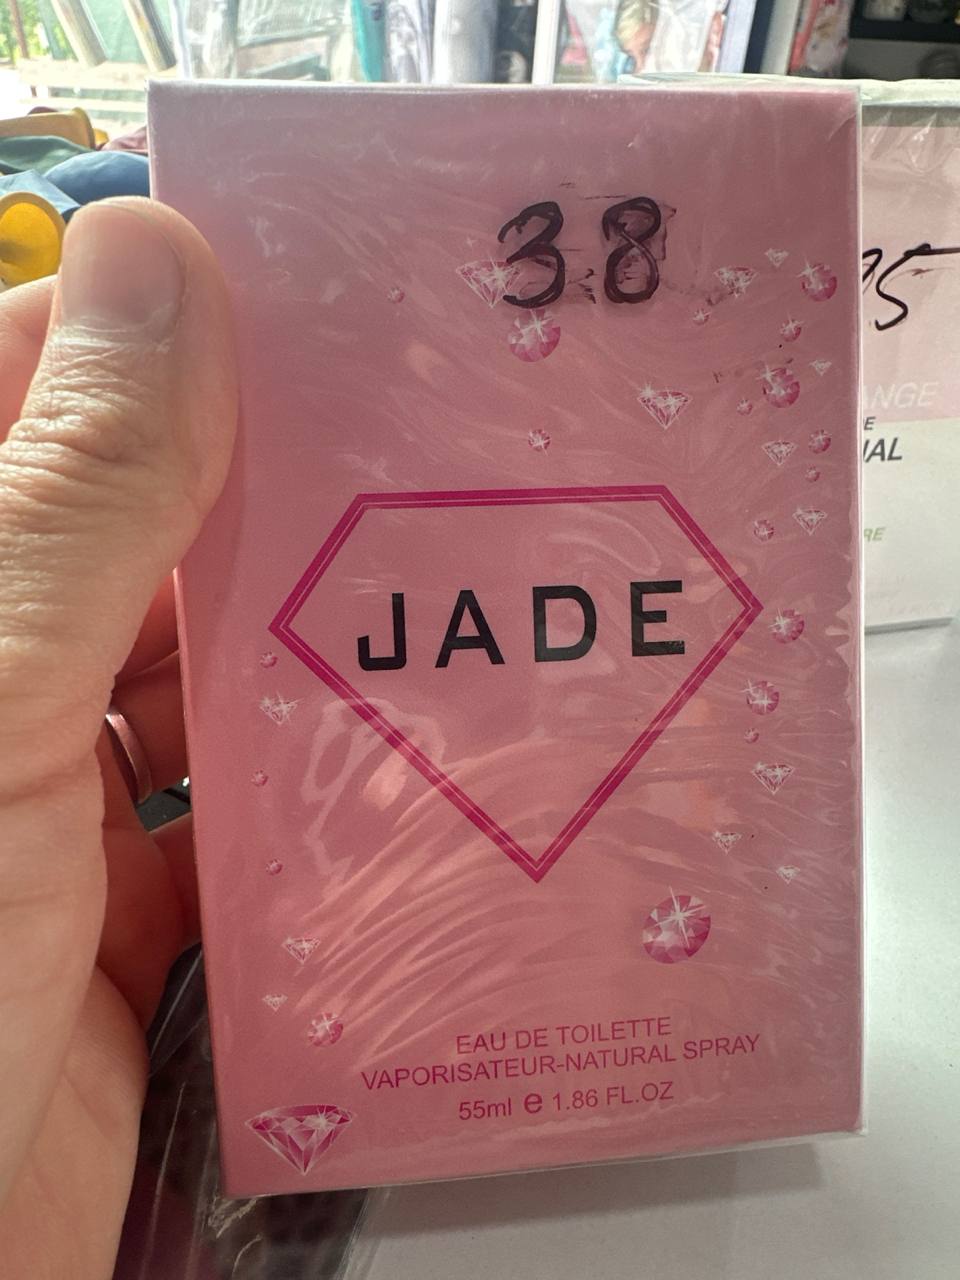 38
JADE
EAU DE TOILETTE
VAPORISATEUR-NATURAL SPRAY
55ml e 1.86 FL.OZ